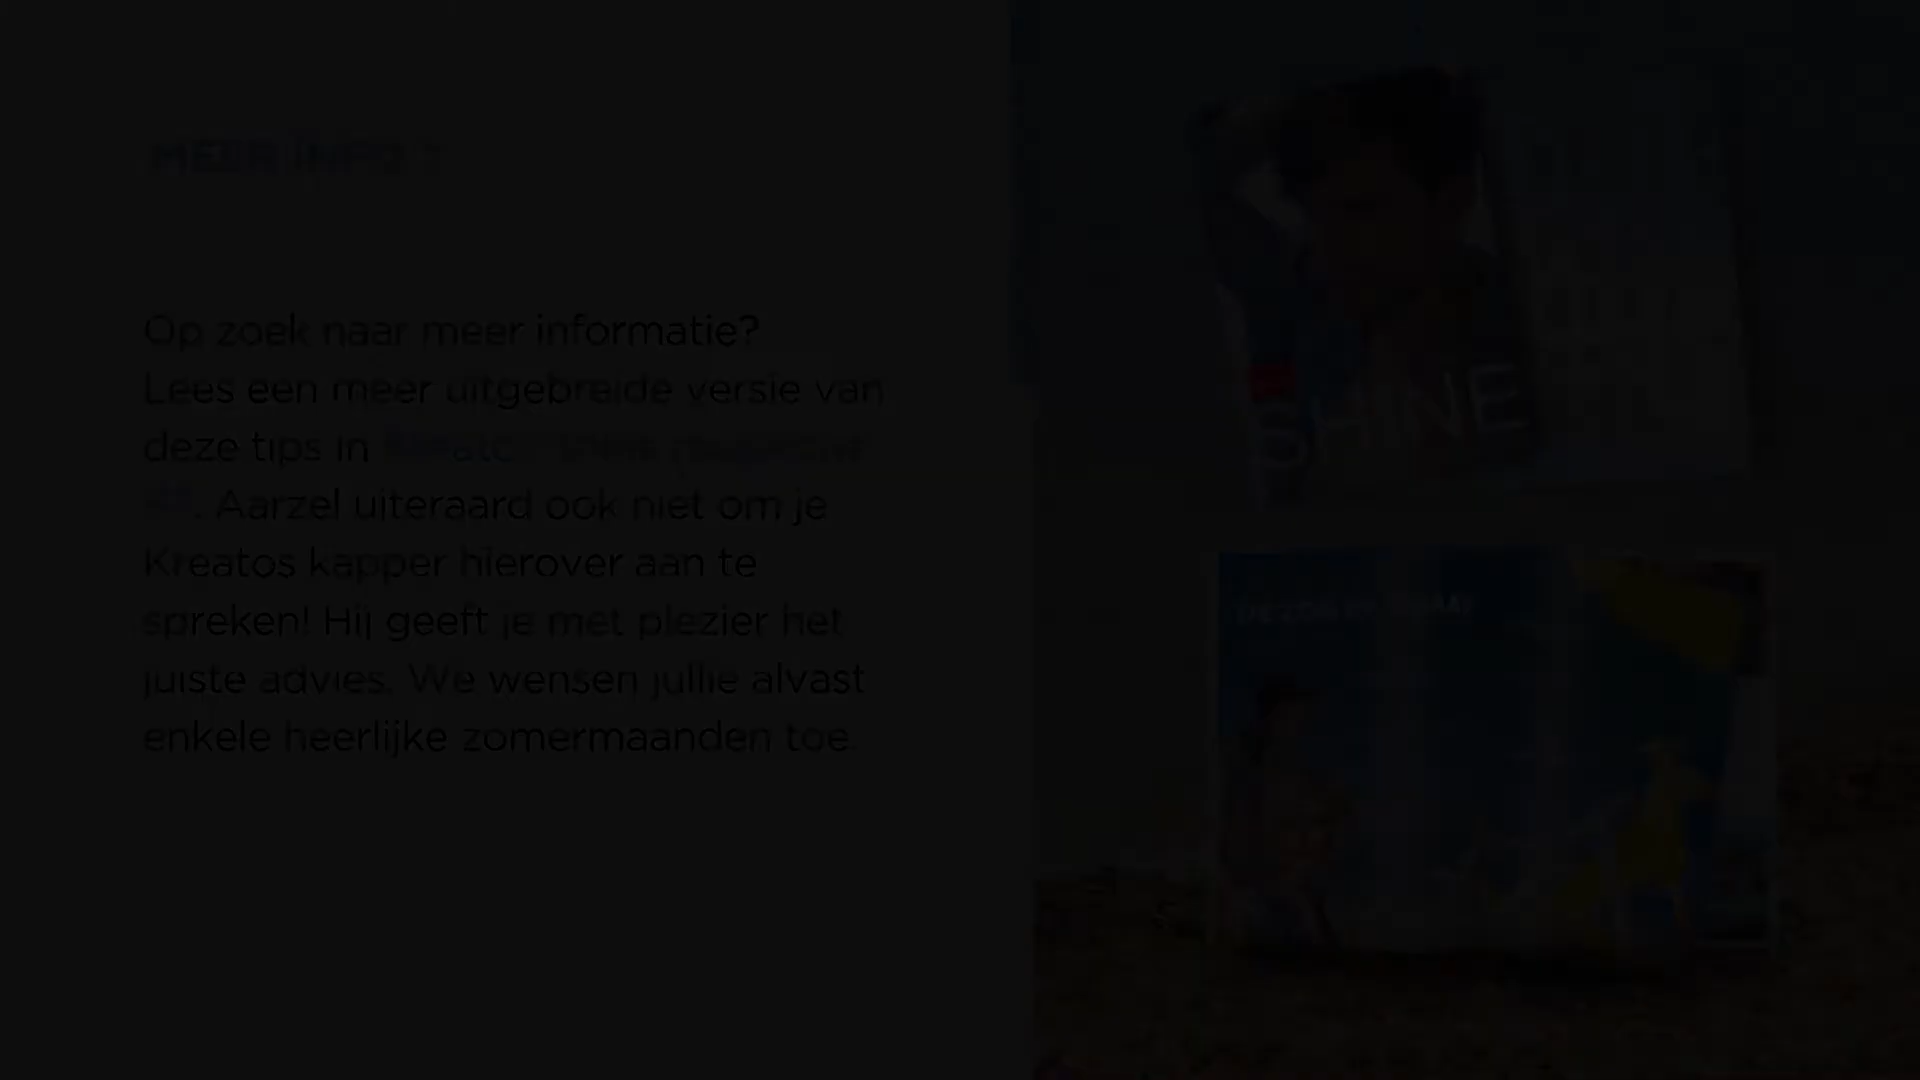 MEER INFO ?
Op zoek naar meer informatie?
Lees een meer uitgebreide versie van
deze tips in
. Aarzel uiteraard ook niet om je
Kreatos kapper hierover aan te
spreken! Hij geeft je met plezier het
juiste advies. We wensen jullie alvast
enkele heerlijke zomermaanden toe.
SHINE